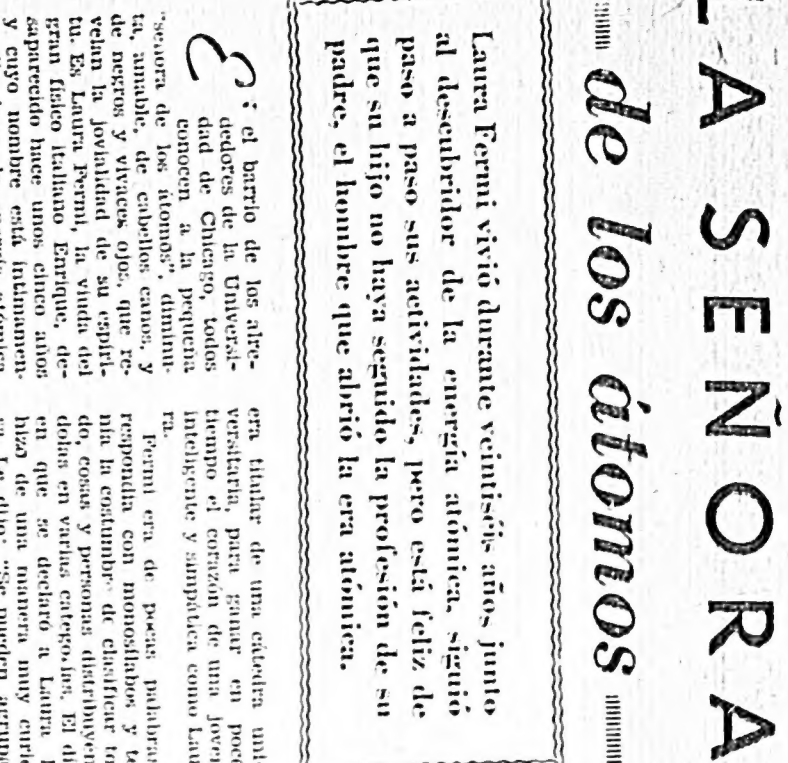 LA SEÑORA
de los átomos
Laura Fermi vivió durante veintiséis años junto
al descubridor de la energía atómica, siguió
paso a paso sus actividades, pero está feliz de
que su hijo no haya seguido la profesión de su
padre, el hombre que abrió la era atómica.
el barrio de los alre-
dedores de la Universi-
dad de Chicago, todos
conocen a la pequeña
"señora de los átomos", diminu-
ta, amable, de cabellos canos, y
de negros y vivaces ojos, que re-
velan la jovialidad de su espíri-
tu. Es Laura Fermi, la viuda del
gran físico italiano Enrique, de-
saparecido hace unos cinco años
y cuyo nombre está íntimamen-
atómica
era titular de una cátedra uni-
versitaria, para ganar en poco
tiempo el corazón de una joven
inteligente y simpática como Lau-
ra.
Fermi era de pocas palabras
respondía con monosílabos y te-
nía la costumbre de clasificar to-
do, cosas y personas distribuyén-
dolas en varias categorías. El dí
en que se declaró a Laura
hizo de una manera muy curio
dijo: "Se pueden agrupa